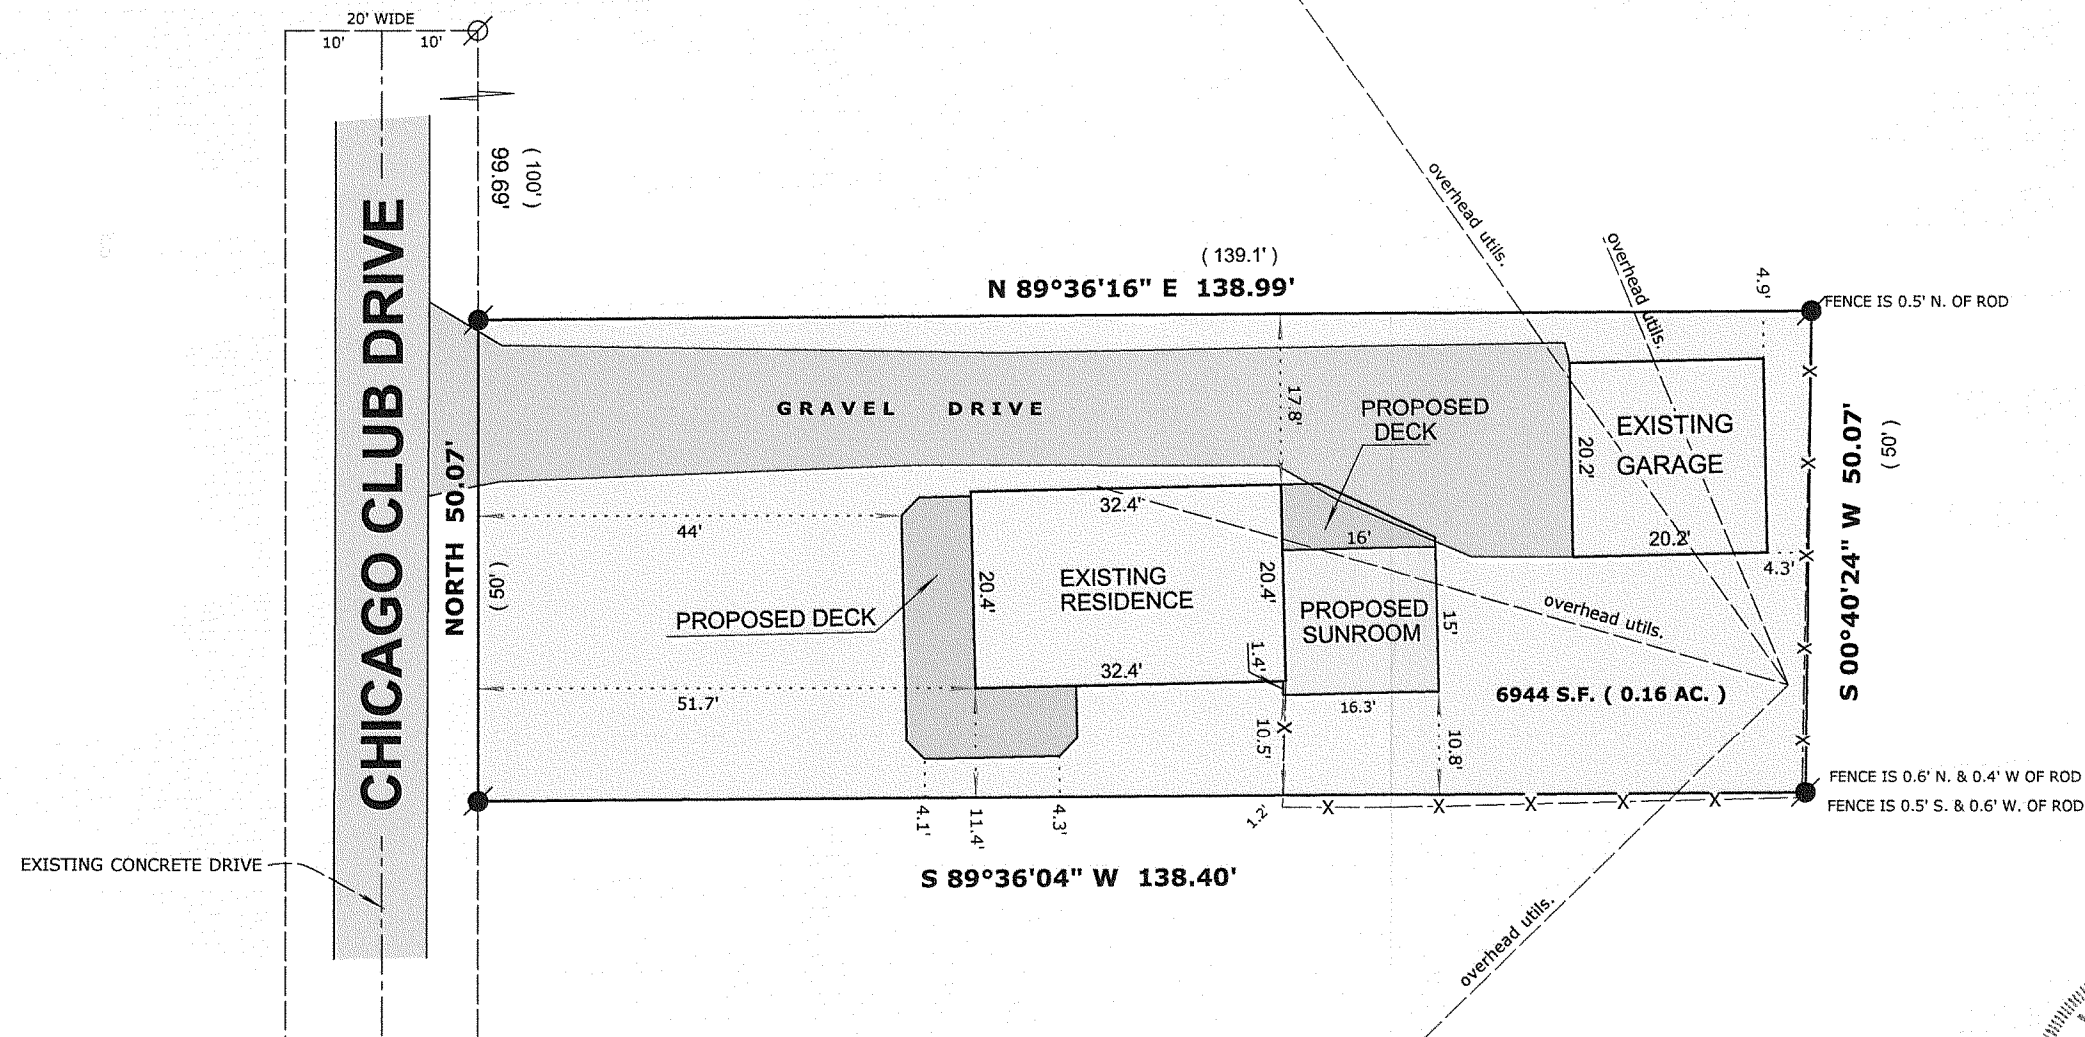 20' WIDE
10'
10'
( 100' )
99.69'
CHICAGO CLUB DRIVE
NORTH 50.07'
( 50' )
( 139.1' )
N 89°36'16" E 138.99'
overhead utils.
overhead utils.
4.9'
FENCE IS 0.5' N. OF ROD
GRAVEL DRIVE
17.8'
PROPOSED
DECK
EXISTING
GARAGE
20.2'
20.2'
4.3'
S 00°40'24" W 50.07'
( 50' )
44'
32.4'
16'
EXISTING
RESIDENCE
20.4'
20.4'
PROPOSED DECK
PROPOSED
SUNROOM
15'
overhead utils.
1.4'
32.4'
51.7'
16.3'
6944 S.F. ( 0.16 AC. )
10.5'
10.8'
X
X
X
X
X
X
X
X
X
X
X
FENCE IS 0.6' N. & 0.4' W OF ROD
FENCE IS 0.5' S. & 0.6' W. OF ROD
4.1'
11.4'
4.3'
1.2'
EXISTING CONCRETE DRIVE
S 89°36'04" W 138.40'
overhead utils.